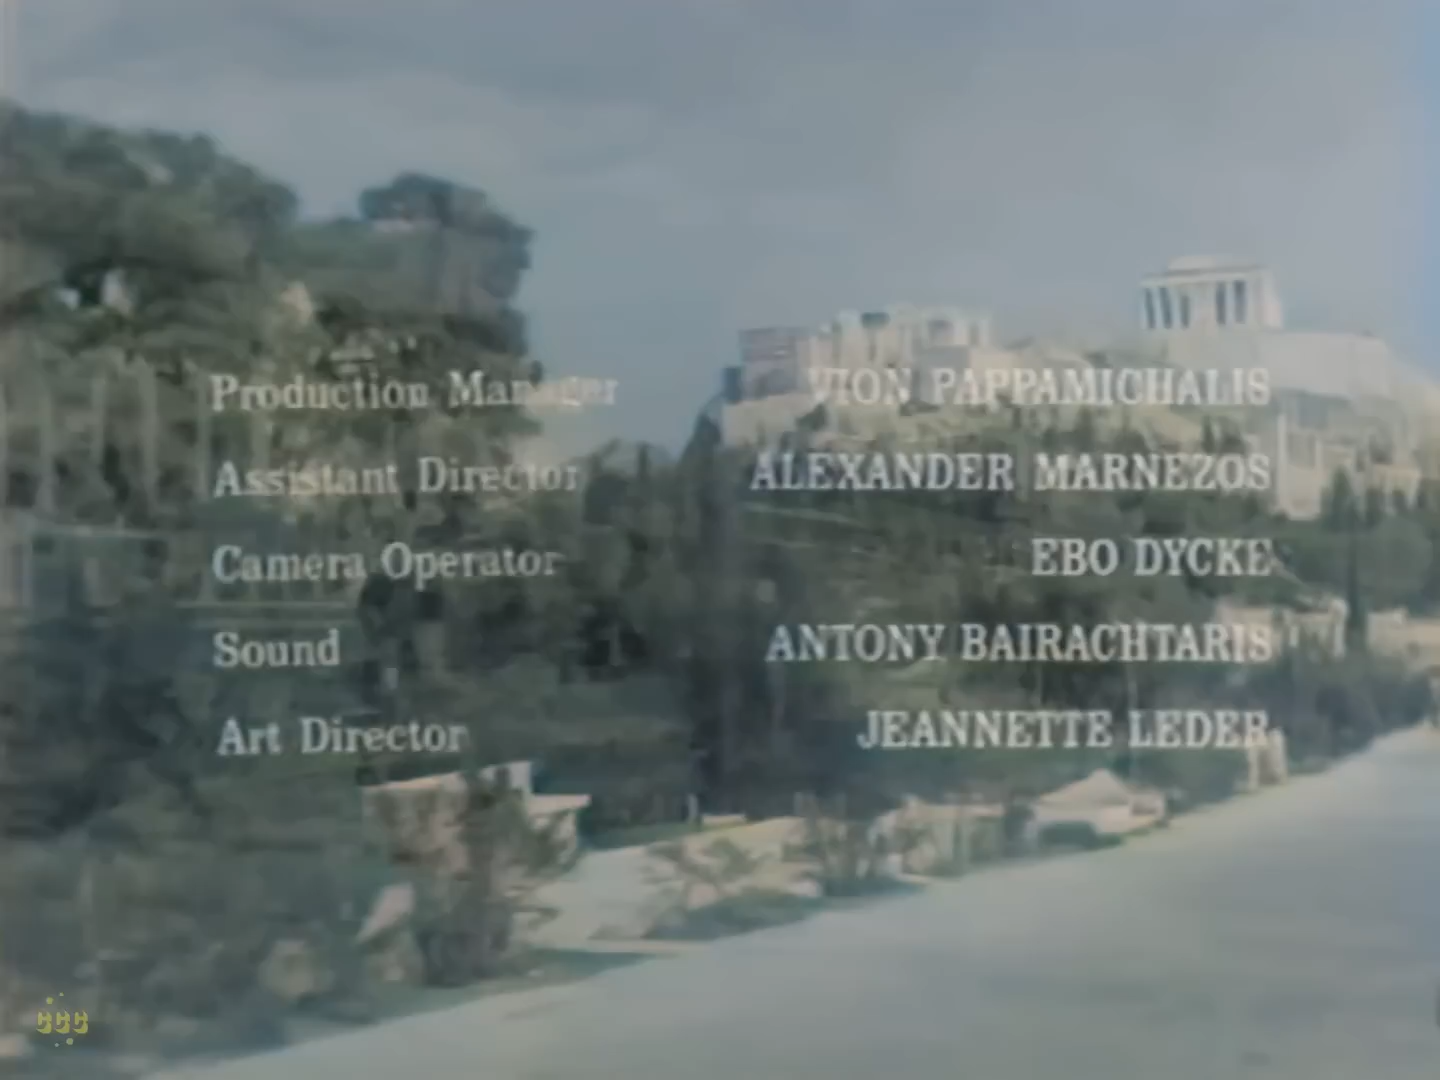 Production Manager VION PAPPAMICHALIS
Assistant Director ALEXANDER MARNEZOS
Camera Operator EBO DYCKE
Sound ANTONY BAIRACHTARIS
Art Director JEANNETTE LEDER
CCC